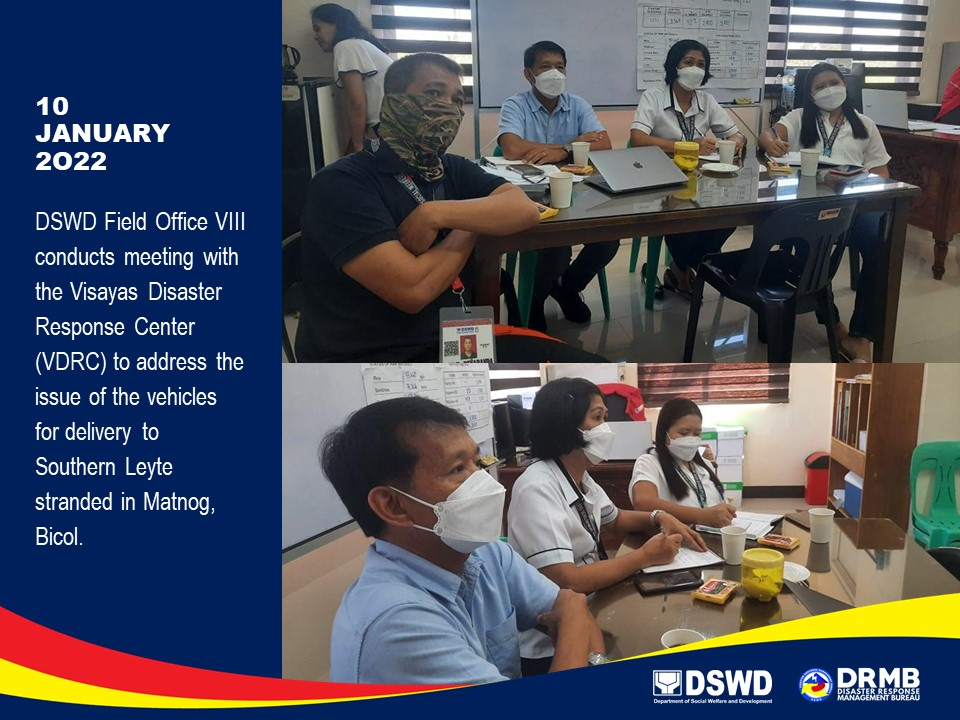 10
JANUARY
2022
DSWD Field Office VIII
conducts meeting with
the Visayas Disaster
Response Center
(VDRC) to address the
issue of the vehicles
for delivery to
Southern Leyte
stranded in Matnog,
Bicol.
DSWD
Department of Social Welfare and Development
DRMB
DISASTER RESPONSE
MANAGEMENT BUREAU